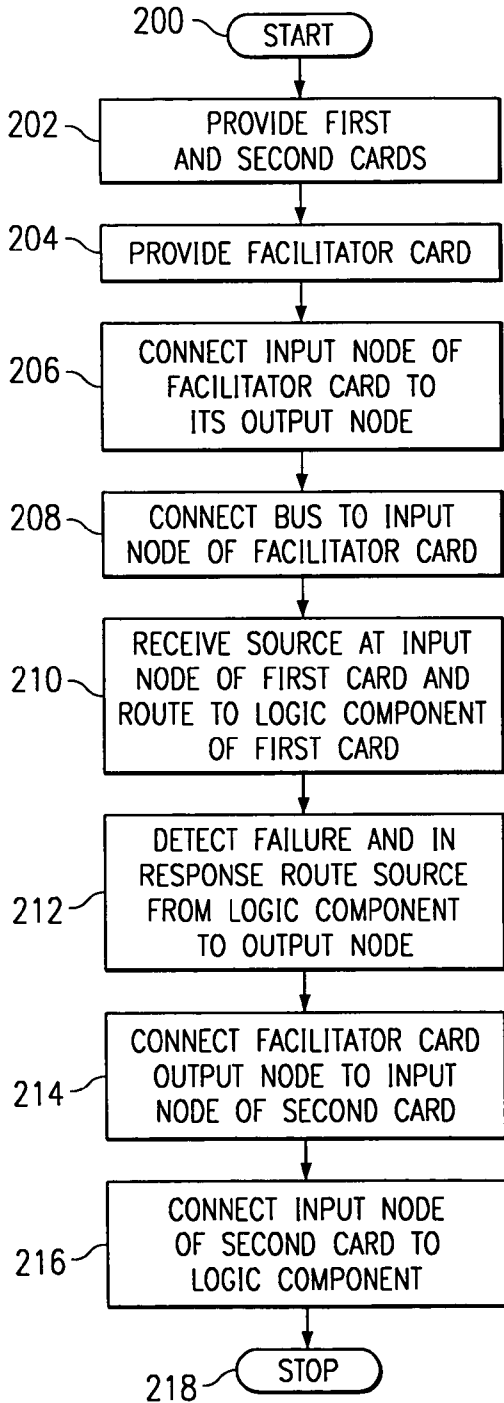 200
START
202
PROVIDE FIRST
AND SECOND CARDS
204
PROVIDE FACILITATOR CARD
206
CONNECT INPUT NODE OF
FACILITATOR CARD TO
ITS OUTPUT NODE
208
CONNECT BUS TO INPUT
NODE OF FACILITATOR CARD
210
RECEIVE SOURCE AT INPUT
NODE OF FIRST CARD AND
ROUTE TO LOGIC COMPONENT
OF FIRST CARD
212
DETECT FAILURE AND IN
RESPONSE ROUTE SOURCE
FROM LOGIC COMPONENT
TO OUTPUT NODE
214
CONNECT FACILITATOR CARD
OUTPUT NODE TO INPUT
NODE OF SECOND CARD
216
CONNECT INPUT NODE
OF SECOND CARD TO
LOGIC COMPONENT
218
STOP